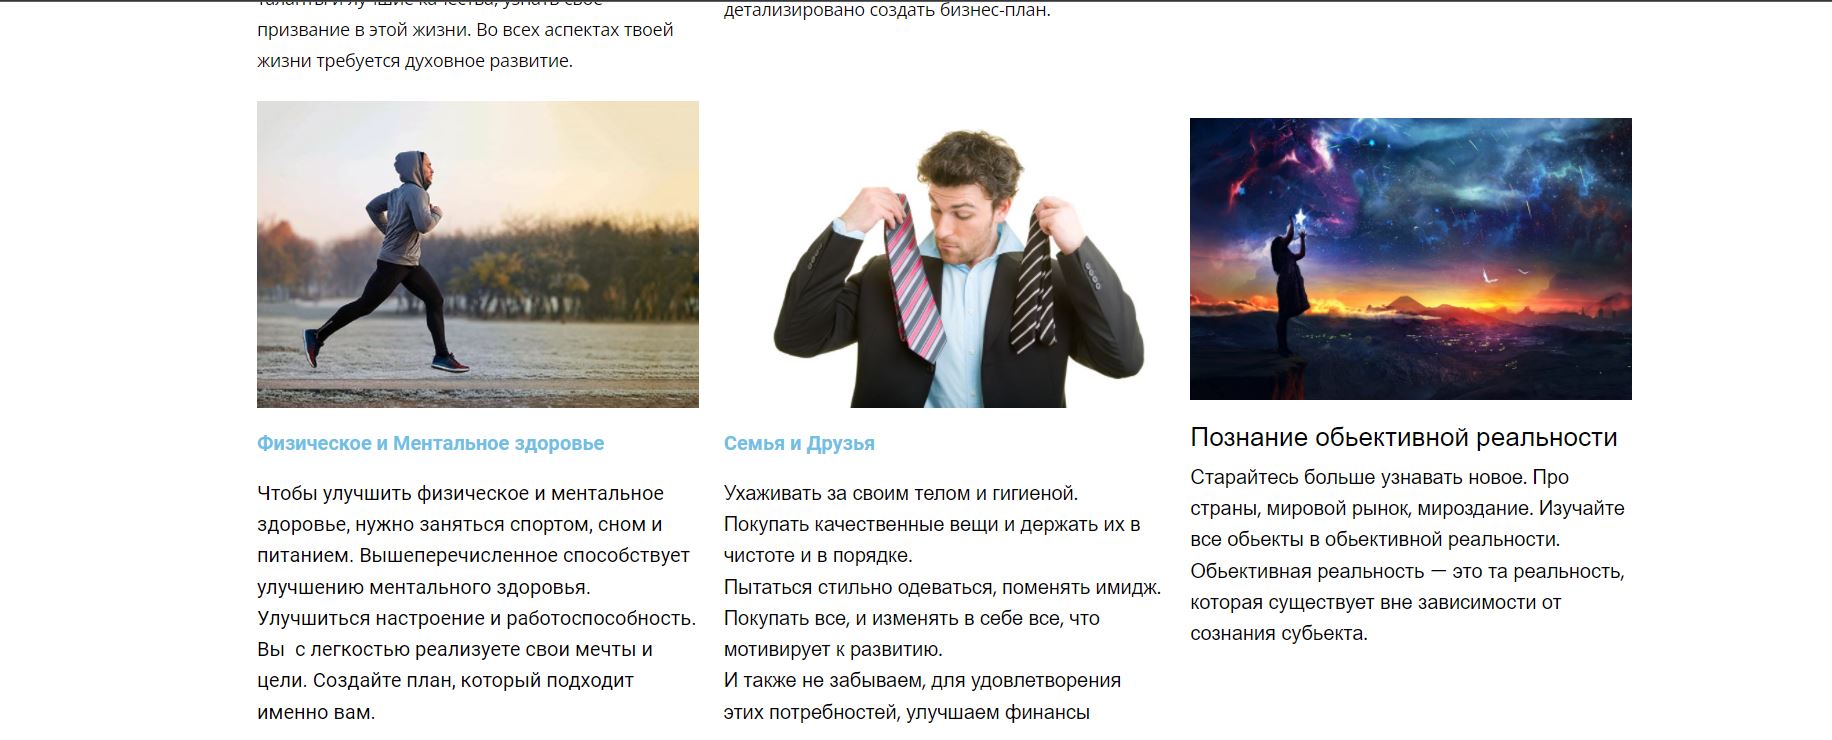 призвание в этой жизни. Во всех аспектах твоей
жизни требуется духовное развитие.
детализировано создать бизнес-план.
Физическое и Ментальное здоровье
Чтобы улучшить физическое и ментальное
здоровье, нужно заняться спортом, сном и
питанием. Вышеперечисленное способствует
улучшению ментального здоровья.
Улучшиться настроение и работоспособность.
Вы  с легкостью реализуете свои мечты и
цели. Создайте план, который подходит
именно вам.
Семья и Друзья
Ухаживать за своим телом и гигиеной.
Покупать качественные вещи и держать их в
чистоте и в порядке.
Пытаться стильно одеваться, поменять имидж.
Покупать все, и изменять в себе все, что
мотивирует к развитию.
И также не забываем, для удовлетворения
этих потребностей, улучшаем финансы
Познание обьективной реальности
Старайтесь больше узнавать новое. Про
страны, мировой рынок, мироздание. Изучайте
все обьекты в обьективной реальности.
Обьективная реальность — это та реальность,
которая существует вне зависимости от
сознания субьекта.